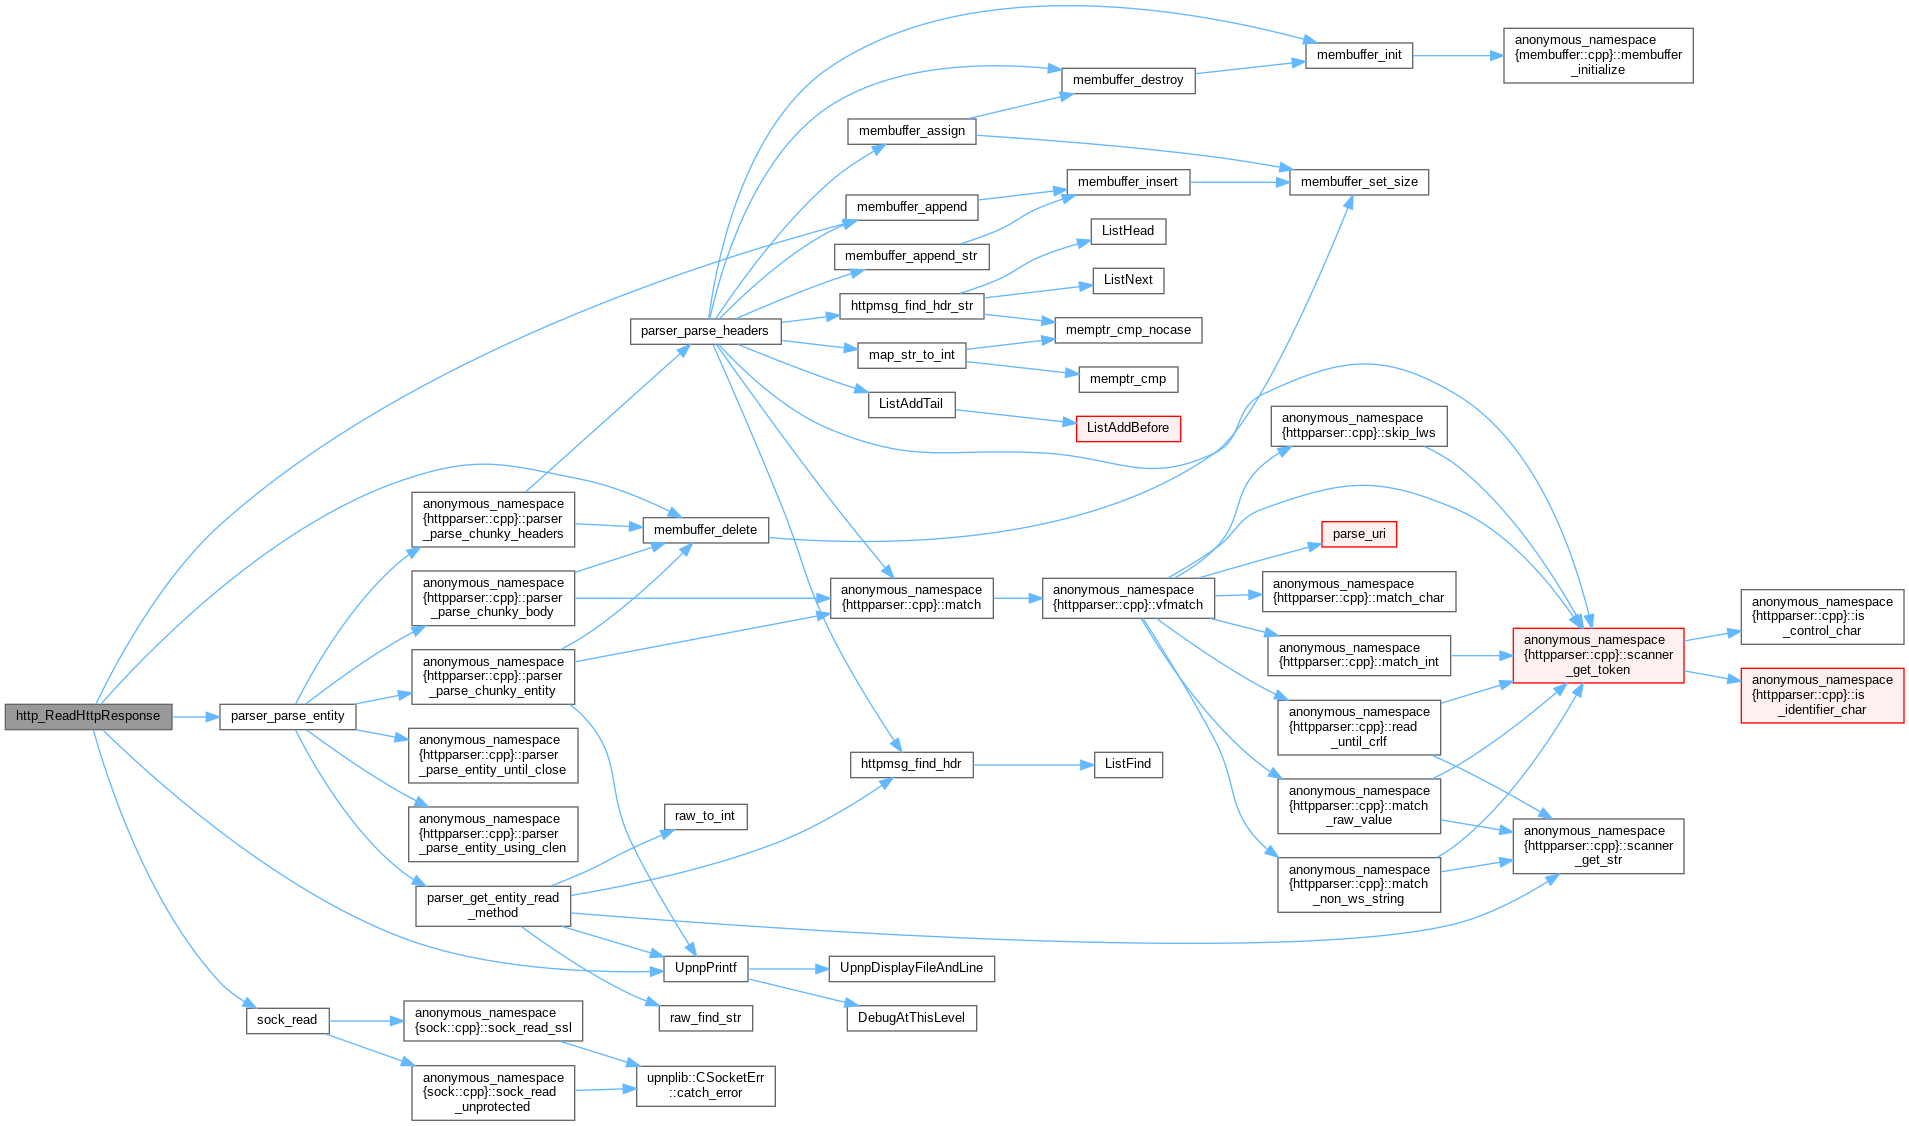 http_ReadHttpResponse
parser_parse_entity
sock_read
anonymous_namespace
{httpparser::cpp}::parser
_parse_chunky_headers
anonymous_namespace
{httpparser::cpp}::parser
_parse_chunky_body
anonymous_namespace
{httpparser::cpp}::parser
_parse_chunky_entity
anonymous_namespace
{httpparser::cpp}::parser
_parse_entity_until_close
anonymous_namespace
{httpparser::cpp}::parser
_parse_entity_using_clen
parser_get_entity_read
_method
anonymous_namespace
{sock::cpp}::sock_read_ssl
anonymous_namespace
{sock::cpp}::sock_read
_unprotected
parser_parse_headers
membuffer_delete
raw_to_int
UpnpPrintf
raw_find_str
upnplib::CSocketErr
::catch_error
membuffer_assign
membuffer_append
membuffer_append_str
httpmsg_find_hdr_str
map_str_to_int
ListAddTail
anonymous_namespace
{httpparser::cpp}::match
httpmsg_find_hdr
UpnpDisplayFileAndLine
DebugAtThisLevel
membuffer_destroy
membuffer_insert
ListHead
ListNext
memptr_cmp_nocase
memptr_cmp
ListAddBefore
anonymous_namespace
{httpparser::cpp}::vfmatch
ListFind
membuffer_init
membuffer_set_size
anonymous_namespace
{httpparser::cpp}::skip_lws
parse_uri
anonymous_namespace
{httpparser::cpp}::match_char
anonymous_namespace
{httpparser::cpp}::match_int
anonymous_namespace
{httpparser::cpp}::read
_until_crlf
anonymous_namespace
{httpparser::cpp}::match
_raw_value
anonymous_namespace
{httpparser::cpp}::match
_non_ws_string
anonymous_namespace
{membuffer::cpp}::membuffer
_initialize
anonymous_namespace
{httpparser::cpp}::scanner
_get_token
anonymous_namespace
{httpparser::cpp}::scanner
_get_str
anonymous_namespace
{httpparser::cpp}::is
_control_char
anonymous_namespace
{httpparser::cpp}::is
_identifier_char